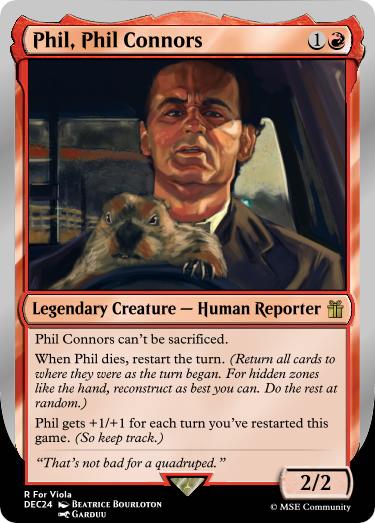 Phil, Phil Connors 1
Legendary Creature — Human Reporter
Phil Connors can't be sacrificed.
When Phil dies, restart the turn. (Return all cards to
where they were as the turn began. For hidden zones
like the hand, reconstruct as best you can. Do the rest at
random.)
Phil gets +1/+1 for each turn you've restarted this
game. (So keep track.)
"That's not bad for a quadruped."
2/2
R For Viola
DEC24 Beatrice Bourloton
Garduu
© MSE Community